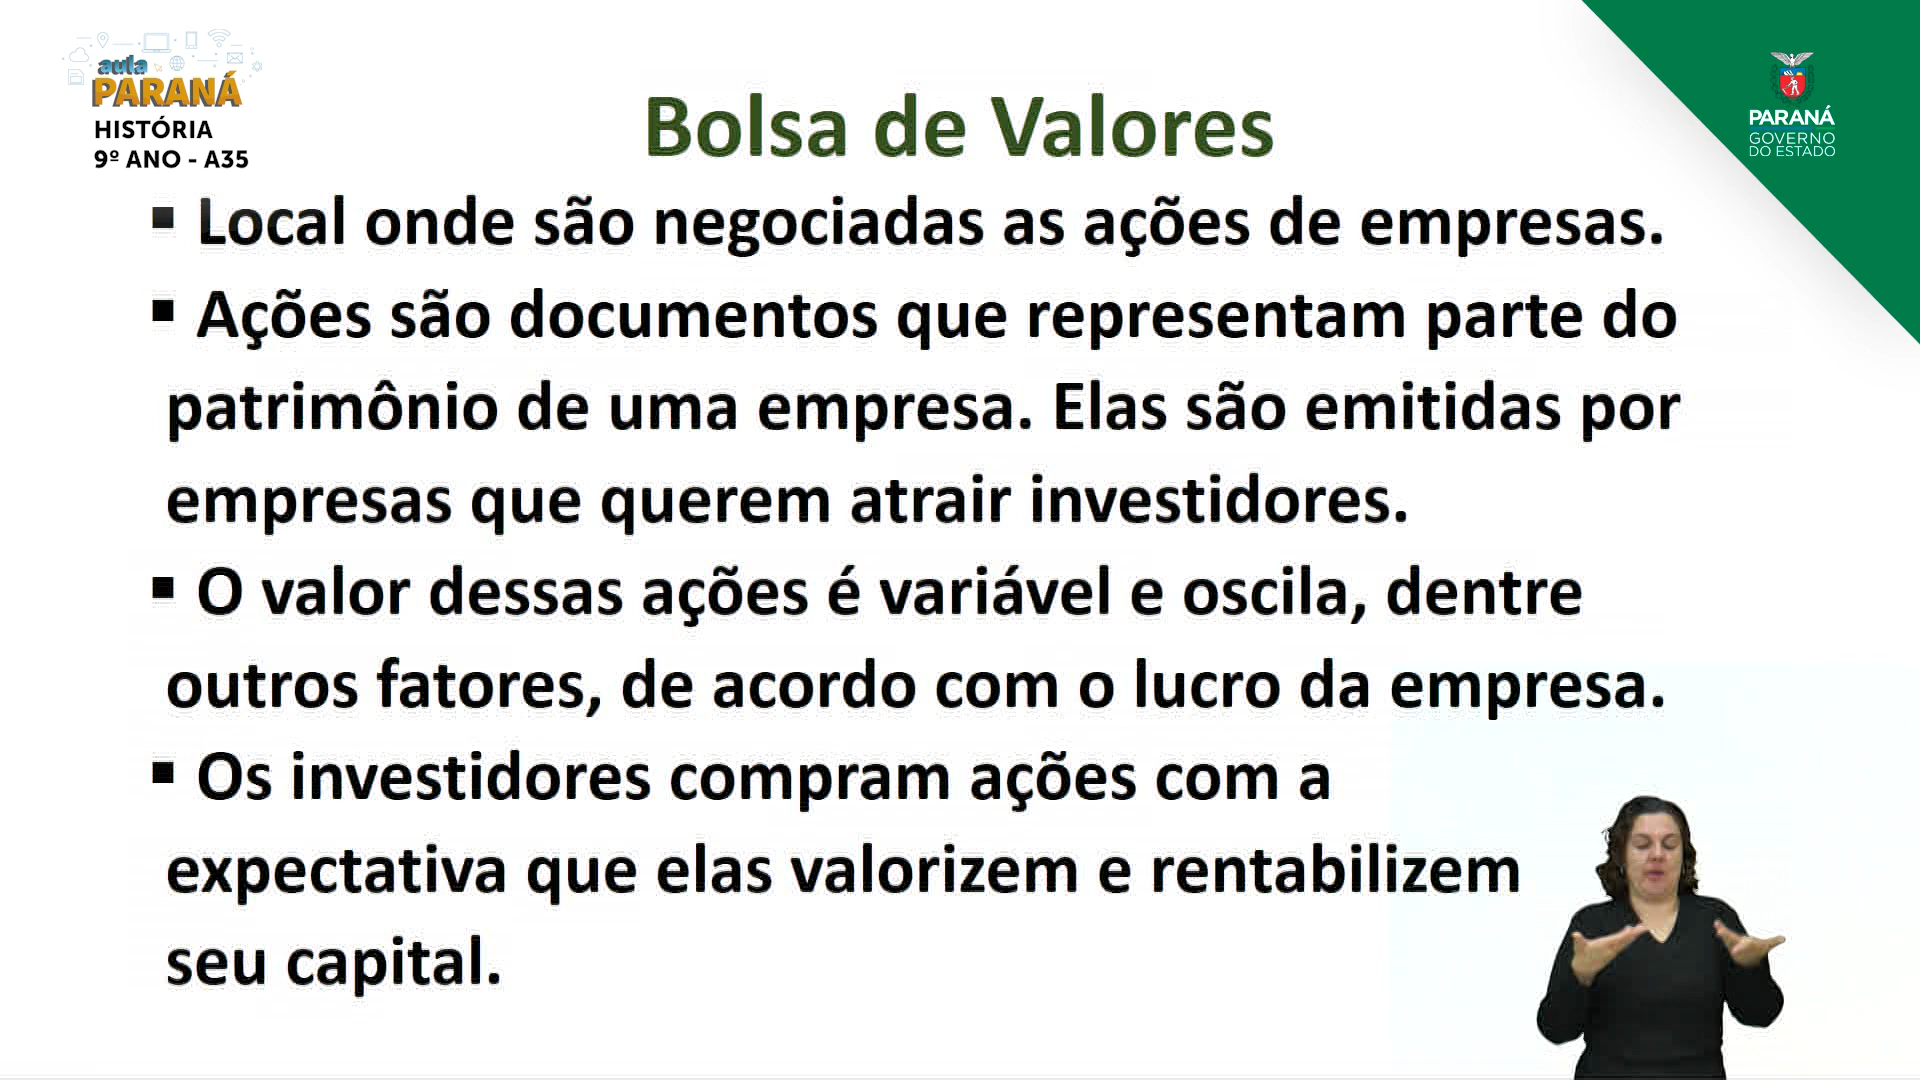 aula
PARANÁ
HISTÓRIA
9º ANO - A35
PARANÁ
GOVERNO
DO ESTADO
Bolsa de Valores
▪ Local onde são negociadas as ações de empresas.
▪ Ações são documentos que representam parte do
patrimônio de uma empresa. Elas são emitidas por
empresas que querem atrair investidores.
▪ O valor dessas ações é variável e oscila, dentre
outros fatores, de acordo com o lucro da empresa.
▪ Os investidores compram ações com a
expectativa que elas valorizem e rentabilizem
seu capital.